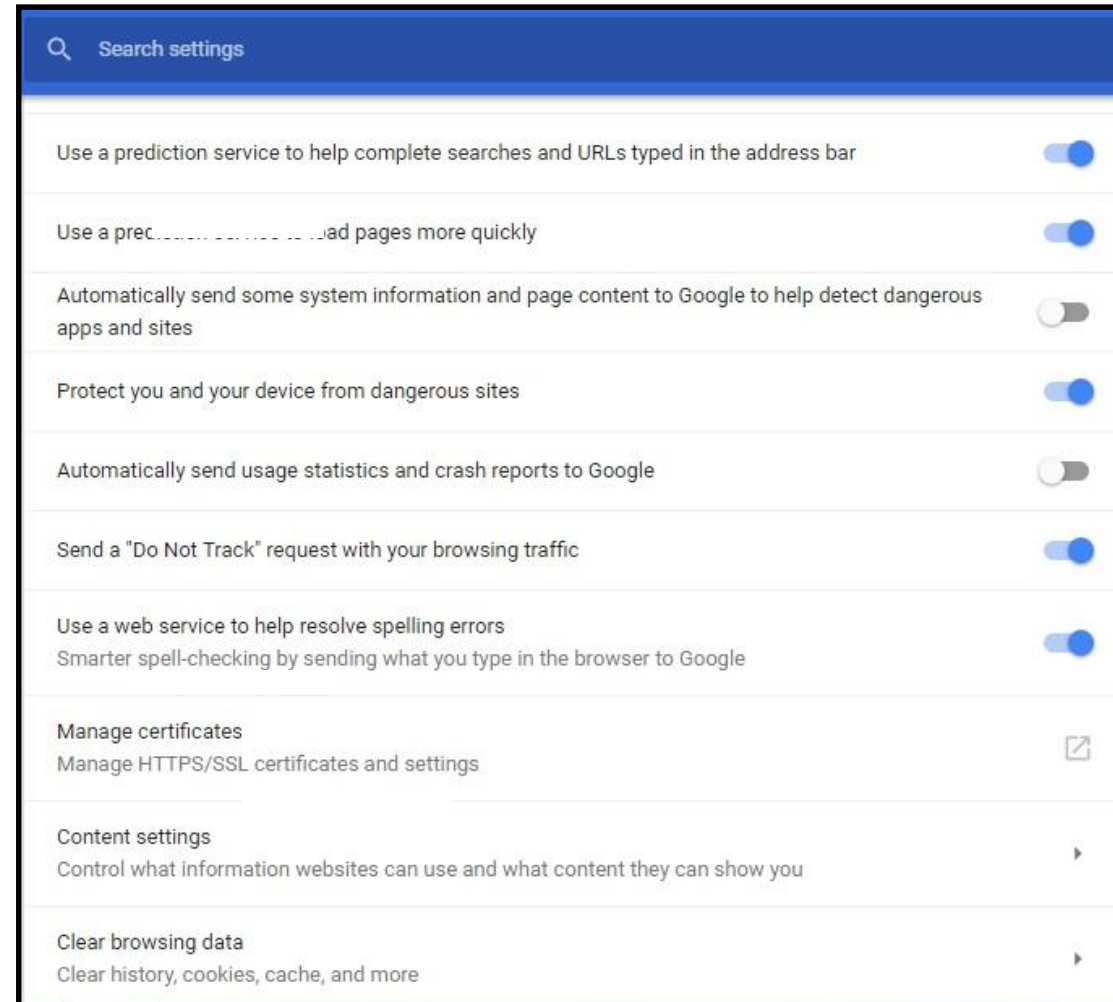 Search settings
Use a prediction service to help complete searches and URLs typed in the address bar
Use a ad pages more quickly
Automatically send some system information and page content to Google to help detect dangerous
apps and sites
Protect you and your device from dangerous sites
Automatically send usage statistics and crash reports to Google
Send a "Do Not Track" request with your browsing traffic
Use a web service to help resolve spelling errors
Smarter spell-checking by sending what you type in the browser to Google
Manage certificates
Manage HTTPS/SSL certificates and settings
Content settings
Control what information websites can use and what content they can show you
Clear browsing data
Clear history, cookies, cache, and more